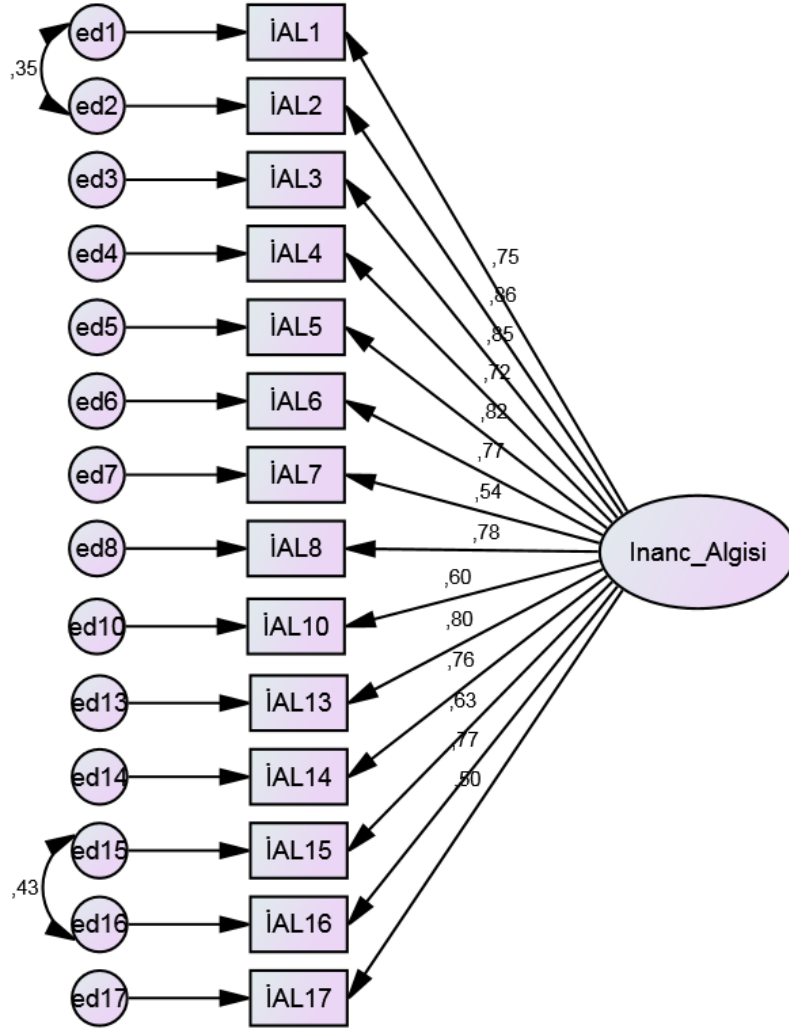 ed1 İAL1
,35
ed2 İAL2
ed3 İAL3
ed4 İAL4
ed5 İAL5
ed6 İAL6
ed7 İAL7
ed8 İAL8
ed10 İAL10
ed13 İAL13
ed14 İAL14
ed15 İAL15
,43
ed16 İAL16
ed17 İAL17
,75
,86
,85
,72
,82
,77
,54
,78
,60
,80
,76
,63
,77
,50
Inanc_Algisi